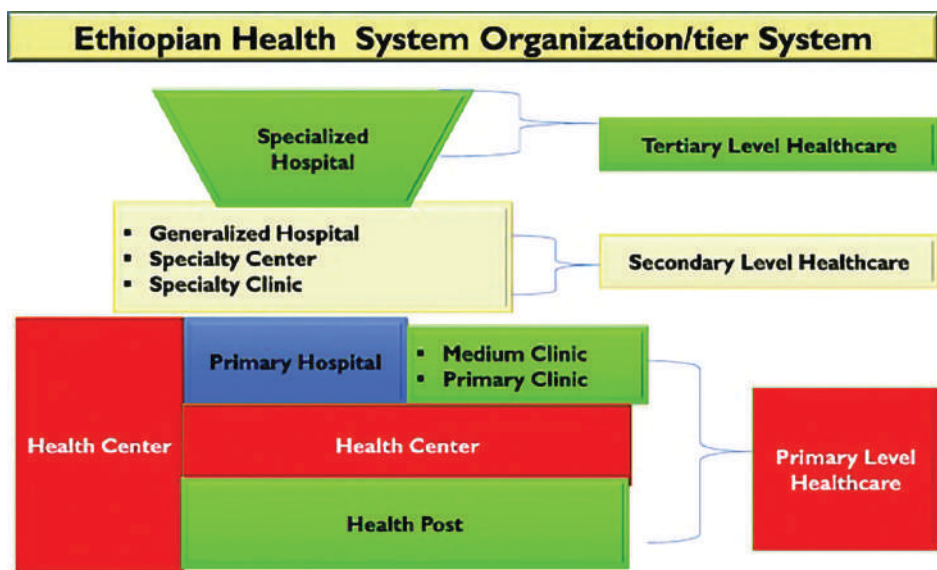 Ethiopian Health System Organization/tier System
Specialized
Hospital
Tertiary Level Healthcare
▪ Generalized Hospital
▪ Specialty Center
▪ Specialty Clinic
Secondary Level Healthcare
Health Center
Primary Hospital
▪ Medium Clinic
▪ Primary Clinic
Health Center
Health Post
Primary Level
Healthcare